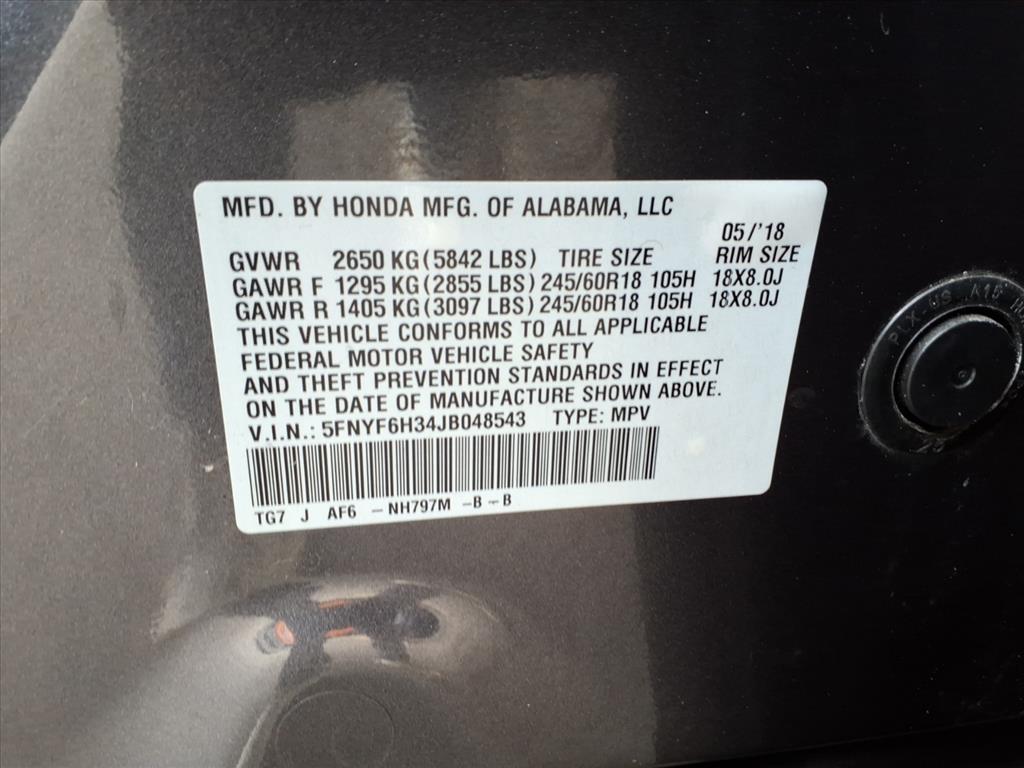 MFD. BY HONDA MFG. OF ALABAMA, LLC
05/'18
GVWR 2650 KG (5842 LBS) TIRE SIZE RIM SIZE
GAWR F 1295 KG (2855 LBS) 245/60R18 105H 18X8.0J
GAWR R 1405 KG (3097 LBS) 245/60R18 105H 18X8.0J
THIS VEHICLE CONFORMS TO ALL APPLICABLE
FEDERAL MOTOR VEHICLE SAFETY
AND THEFT PREVENTION STANDARDS IN EFFECT
ON THE DATE OF MANUFACTURE SHOWN ABOVE.
V.I.N.: 5FNYF6H34JB048543 TYPE: MPV
TG7 J AF6 - NH797M -B - B